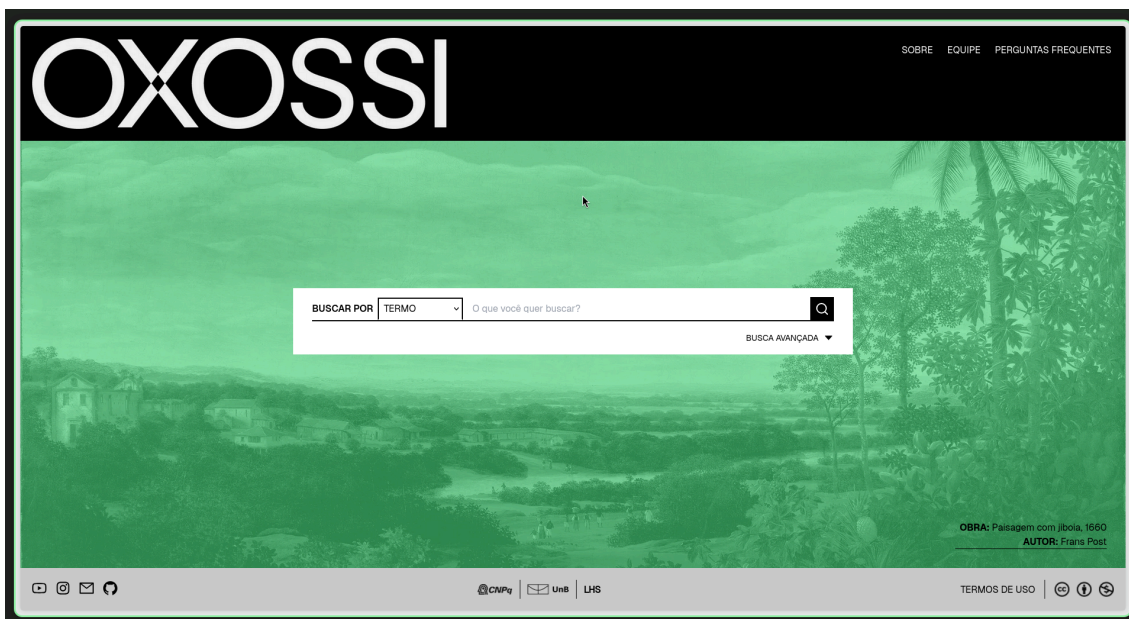 OXOSSI
SOBRE EQUIPE PERGUNTAS FREQUENTES
BUSCAR POR TERMO O que você quer buscar?
BUSCA AVANÇADA
OBRA: Paisagem com jiboia, 1660
AUTOR: Frans Post
CNPq UnB LHS TERMOS DE USO cc